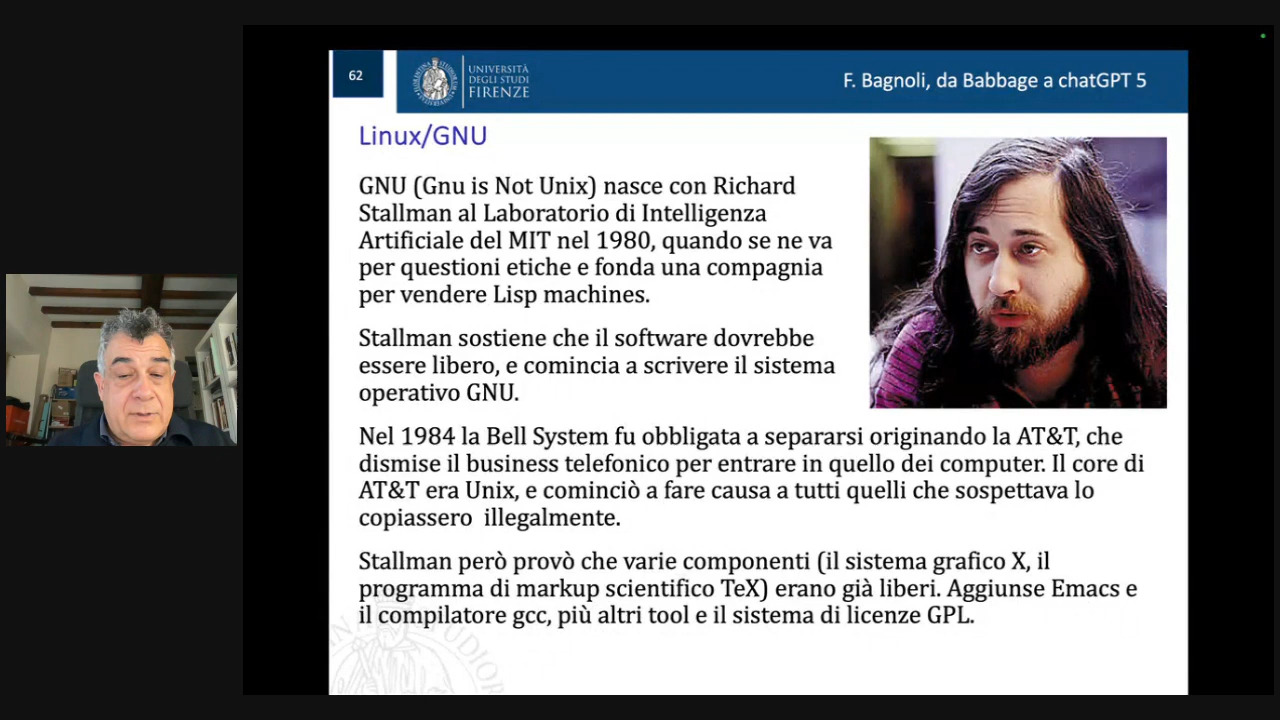 62
UNIVERSITÀ
DEGLI STUDI
FIRENZE
F. Bagnoli, da Babbage a chatGPT 5
Linux/GNU
GNU (Gnu is Not Unix) nasce con Richard
Stallman al Laboratorio di Intelligenza
Artificiale del MIT nel 1980, quando se ne va
per questioni etiche e fonda una compagnia
per vendere Lisp machines.
Stallman sostiene che il software dovrebbe
essere libero, e comincia a scrivere il sistema
operativo GNU.
Nel 1984 la Bell System fu obbligata a separarsi originando la AT&T, che
dismise il business telefonico per entrare in quello dei computer. Il core di
AT&T era Unix, e cominciò a fare causa a tutti quelli che sospettava lo
copiassero illegalmente.
Stallman però provò che varie componenti (il sistema grafico X, il
programma di markup scientifico TeX) erano già liberi. Aggiunse Emacs e
il compilatore gcc, più altri tool e il sistema di licenze GPL.